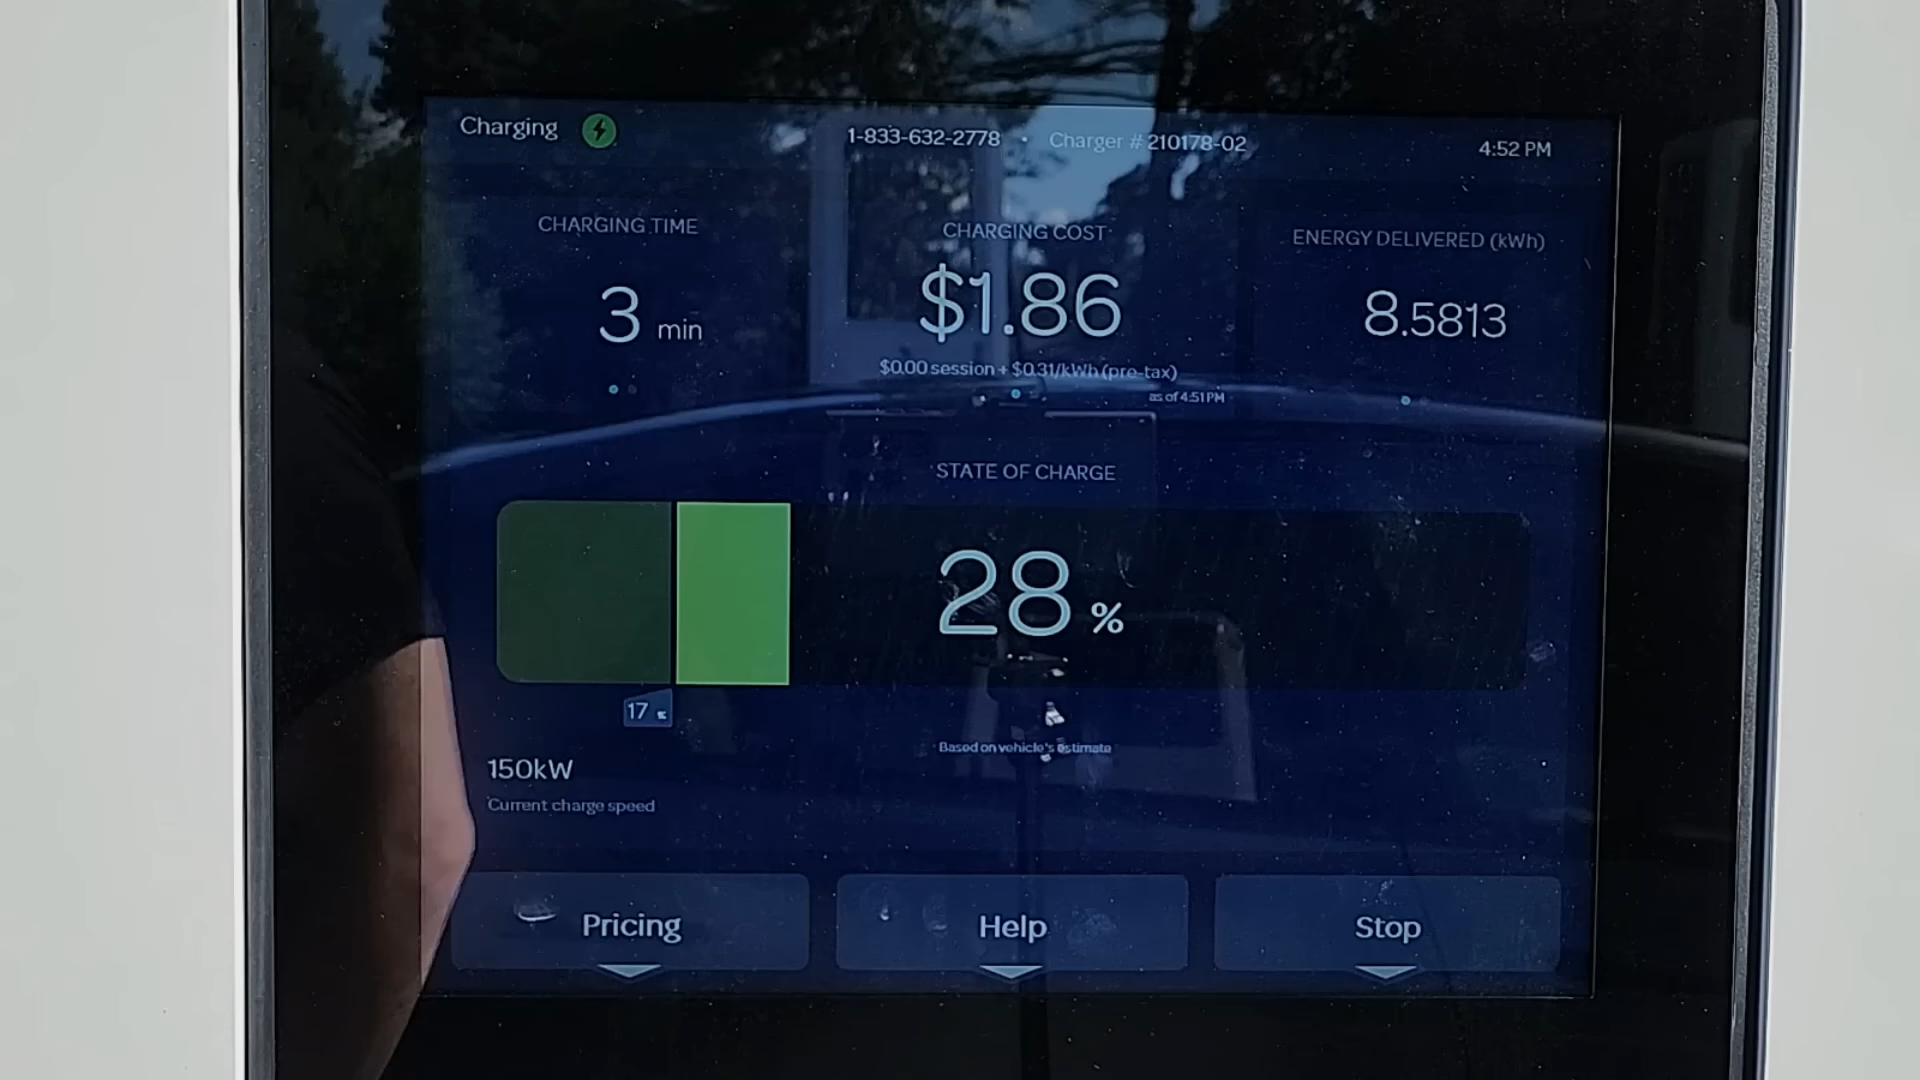 Charging
1-833-632-2778 • Charger # 210178-02
4:52 PM
CHARGING TIME
3 min
CHARGING COST
$1.86
$0.00 session + $0.31/kWh (pre-tax)
as of 4:51 PM
ENERGY DELIVERED (kWh)
8.5813
STATE OF CHARGE
28 %
17
Based on vehicle's estimate
150kW
Current charge speed
Pricing
Help
Stop